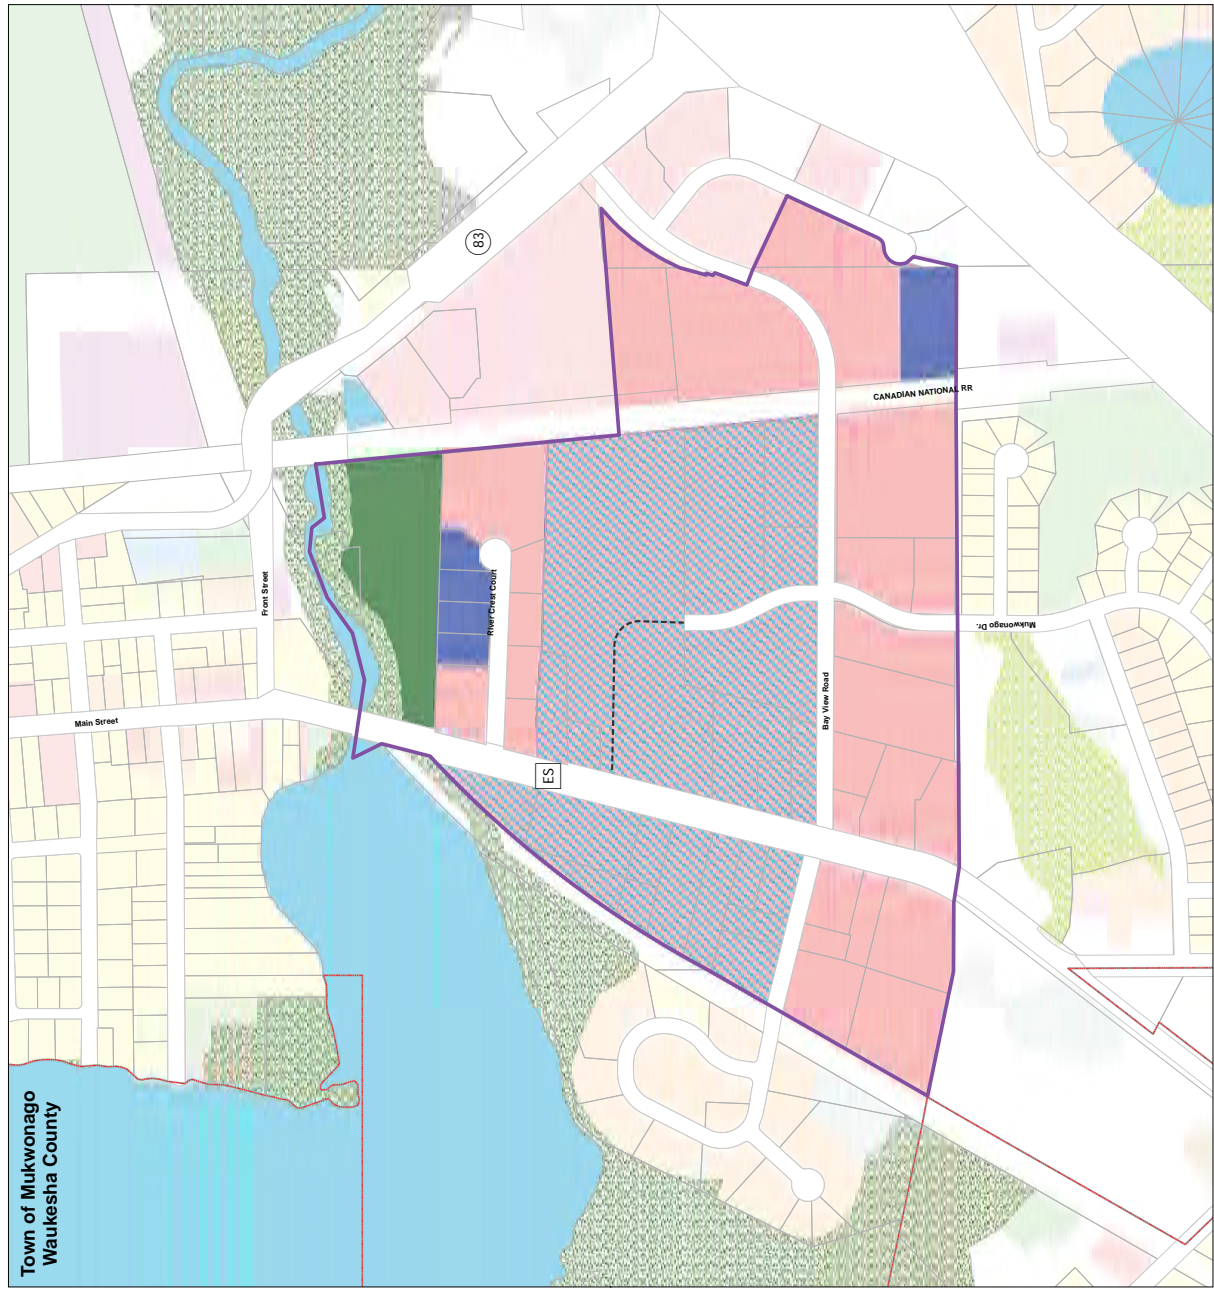 83
CANADIAN NATIONAL RR
Front Street
River Crest Court
Mukwonago Dr.
Main Street
Bay View Road
ES
Town of Mukwonago
Waukesha County